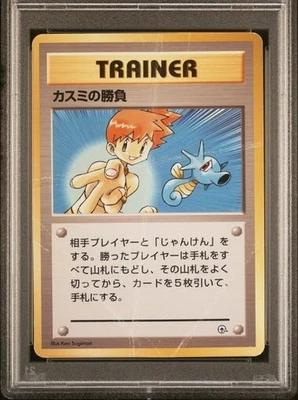 TRAINER
カスミの勝負
相手プレイヤーと「じゃんけん」を
する。勝ったプレイヤーは手札をす
べて山札にもどし、その山札をよく
切ってから、カードを5枚引いて、
手札にする。
Illus.Ken Sugimori